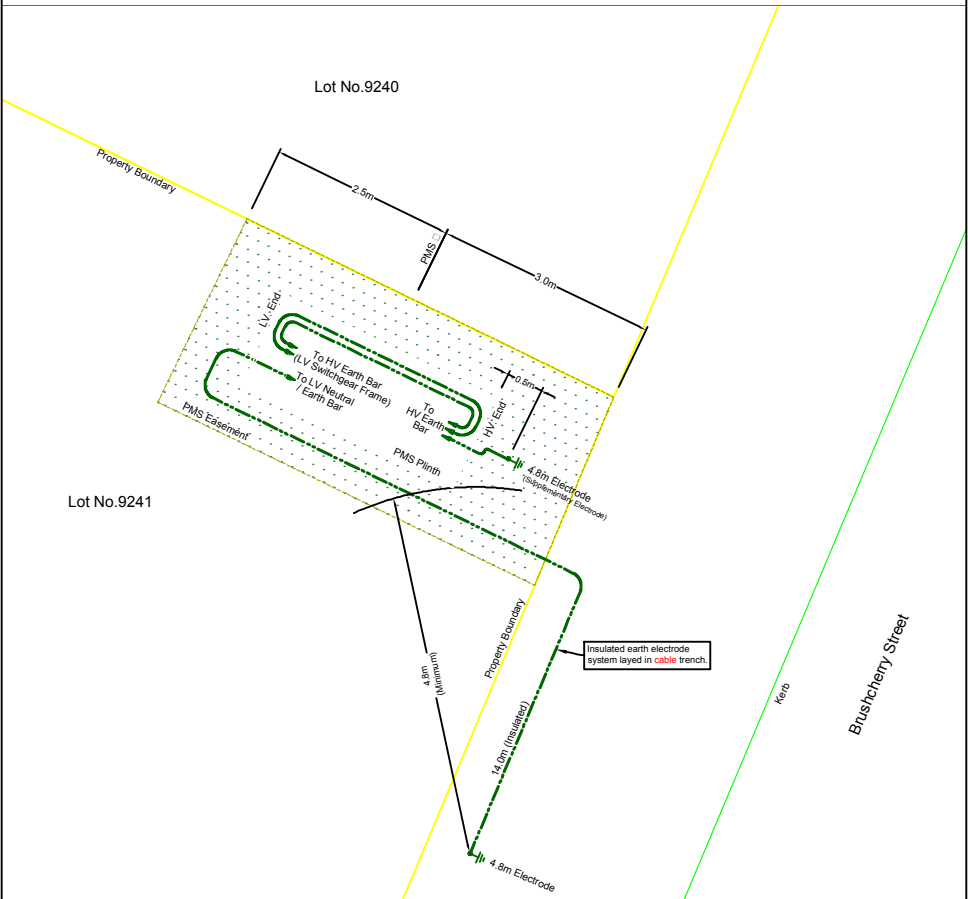 Lot No.9240
Property Boundary
2.5m
PMS
3.0m
LV. End
To HV Earth Bar
(LV Switchgear Frame)
To LV Neutral
/ Earth Bar
To
HV Earth
Bar
0.6m
HV. End
PMS Easement
PMS Plinth
4.8m Electrode
(Supplementary Electrode)
Lot No.9241
4.8m
(Mininum)
Property Boundary
Insulated earth electrode
system layed in cable trench.
14.0m (Insulated)
Kerb
Brushcherry Street
4.8m Electrode